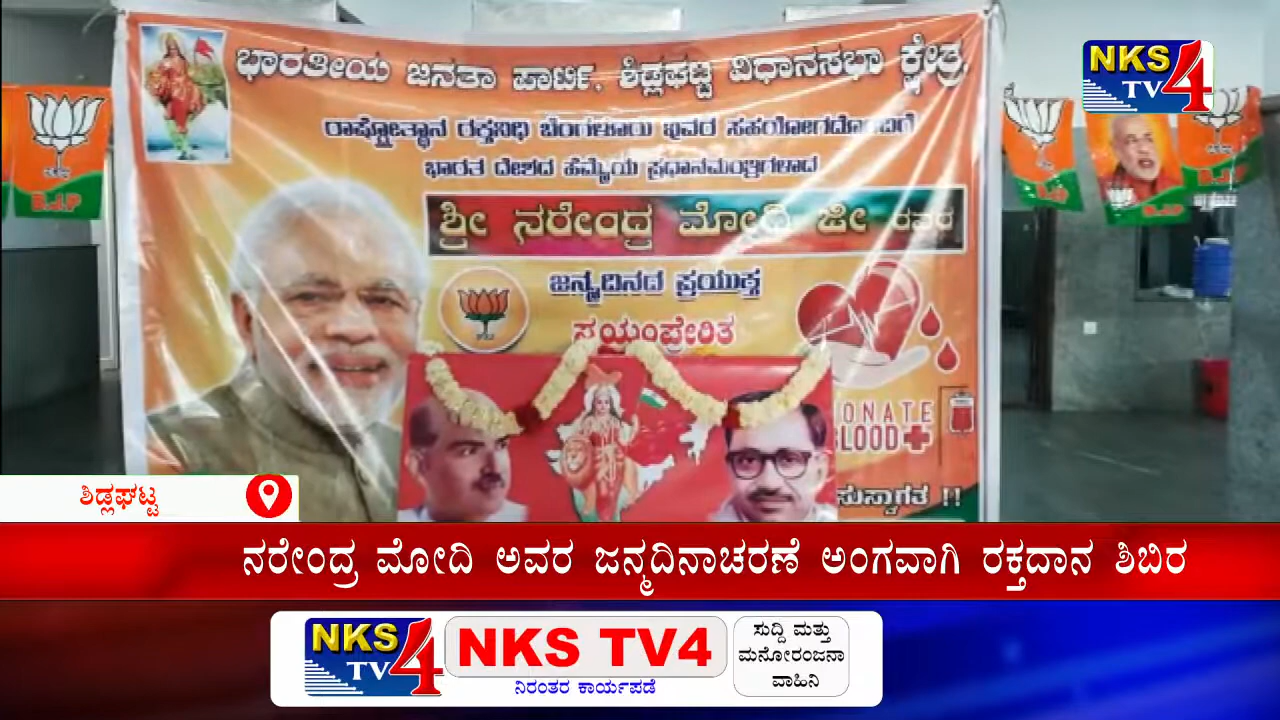 ಭಾರತೀಯ ಜನತಾ ಪಾರ್ಟಿ. ಶಿಡ್ಲಘಟ್ಟ ವಿಧಾನಸಭಾ ಕ್ಷೇತ್ರ.
NKS
TV4
ರಾಷ್ಟ್ರೋತ್ಥಾನ ರಕ್ತನಿಧಿ ಬೆಂಗಳೂರು ಇವರ ಸಹಯೋಗದೊಂದಿಗೆ
ಭಾರತ ದೇಶದ ಹೆಮ್ಮೆಯ ಪ್ರಧಾನಮಂತ್ರಿಗಳಾದ
B.J.P
ಶ್ರೀ ನರೇಂದ್ರ ಮೋದಿ ಜೀ ರವರ
ಜನ್ಮದಿನದ ಪ್ರಯುಕ್ತ
ಸ್ವಯಂಪ್ರೇರಿತ
ONATE
LOOD
ಸುಸ್ವಾಗತ !!
ಶಿಡ್ಲಘಟ್ಟ
ನರೇಂದ್ರ ಮೋದಿ ಅವರ ಜನ್ಮದಿನಾಚರಣೆ ಅಂಗವಾಗಿ ರಕ್ತದಾನ ಶಿಬಿರ
NKS
TV4
NKS TV4
ನಿರಂತರ ಕಾರ್ಯಪಡೆ
ಸುದ್ದಿ ಮತ್ತು
ಮನೋರಂಜನಾ
ವಾಹಿನಿ